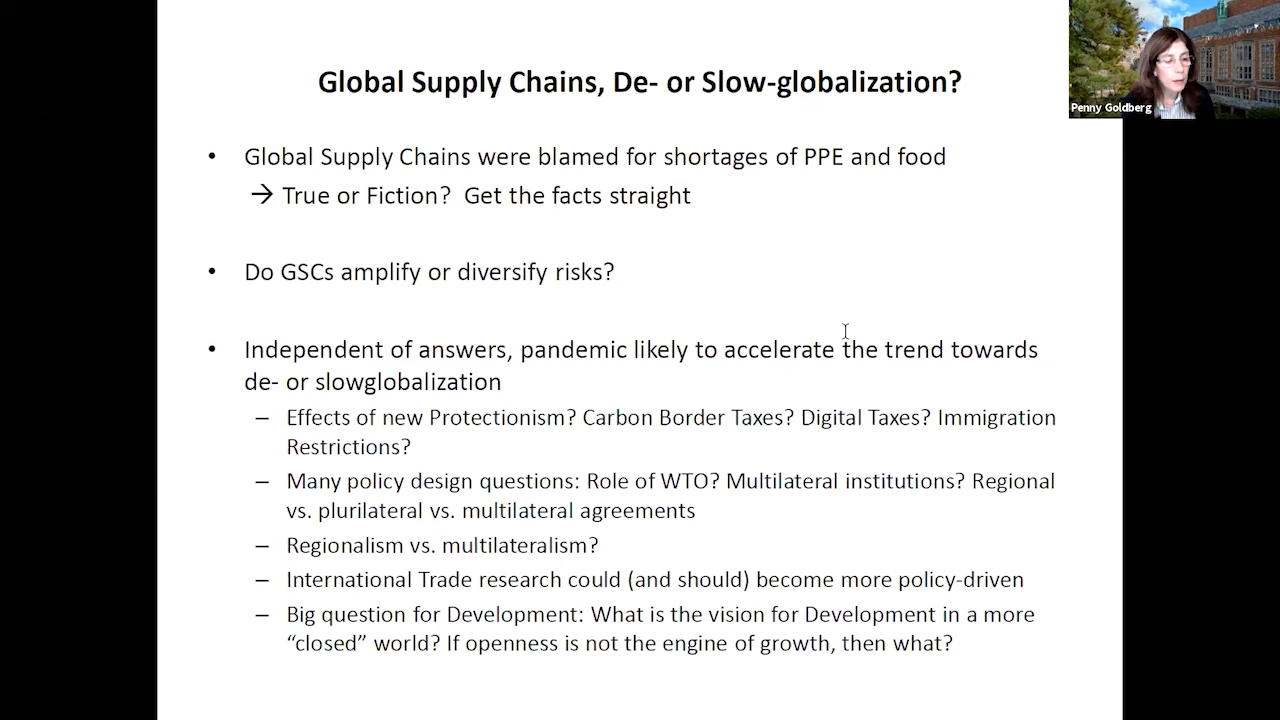 Global Supply Chains, De- or Slow-globalization?
Penny Goldberg
• Global Supply Chains were blamed for shortages of PPE and food
→ True or Fiction? Get the facts straight
• Do GSCs amplify or diversify risks?
• Independent of answers, pandemic likely to accelerate the trend towards
de- or slowglobalization
– Effects of new Protectionism? Carbon Border Taxes? Digital Taxes? Immigration
Restrictions?
– Many policy design questions: Role of WTO? Multilateral institutions? Regional
vs. plurilateral vs. multilateral agreements
– Regionalism vs. multilateralism?
– International Trade research could (and should) become more policy-driven
– Big question for Development: What is the vision for Development in a more
“closed” world? If openness is not the engine of growth, then what?